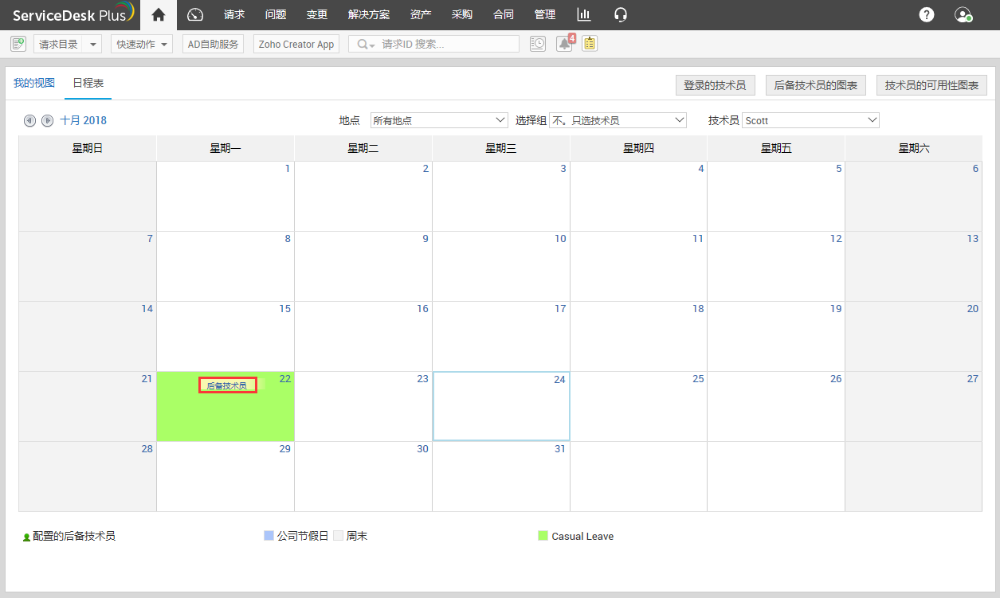 ServiceDesk Plus 请求 问题 变更 解决方案 资产 采购 合同 管理 ?
请求目录 快速动作 AD自助服务 Zoho Creator App 请求ID 搜索... 4
我的视图 日程表 登录的技术员 后备技术员的图表 技术员的可用性图表
十月 2018 地点 所有地点 选择组 不。只选技术员 技术员 Scott
星期日 星期一 星期二 星期三 星期四 星期五 星期六
1 2 3 4 5 6
7 8 9 10 11 12 13
14 15 16 17 18 19 20
21 后备技术员 22 23 24 25 26 27
28 29 30 31
配置的后备技术员 公司节假日 周末 Casual Leave